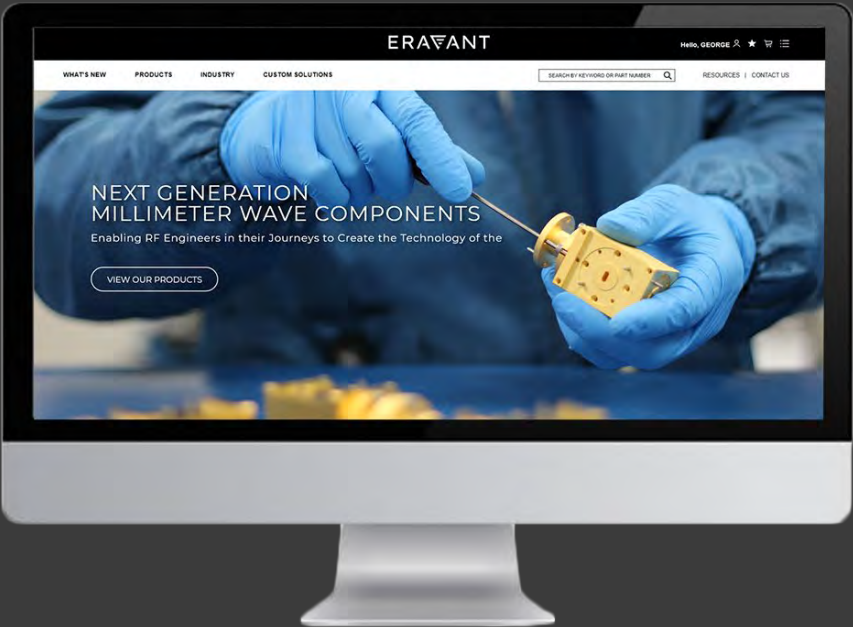 ERAVANT
Hello, GEORGE
WHAT'S NEW PRODUCTS INDUSTRY CUSTOM SOLUTIONS SEARCH BY KEYWORD OR PART NUMBER RESOURCES | CONTACT US
NEXT GENERATION
MILLIMETER WAVE COMPONENTS
Enabling RF Engineers in their Journeys to Create the Technology of the
VIEW OUR PRODUCTS